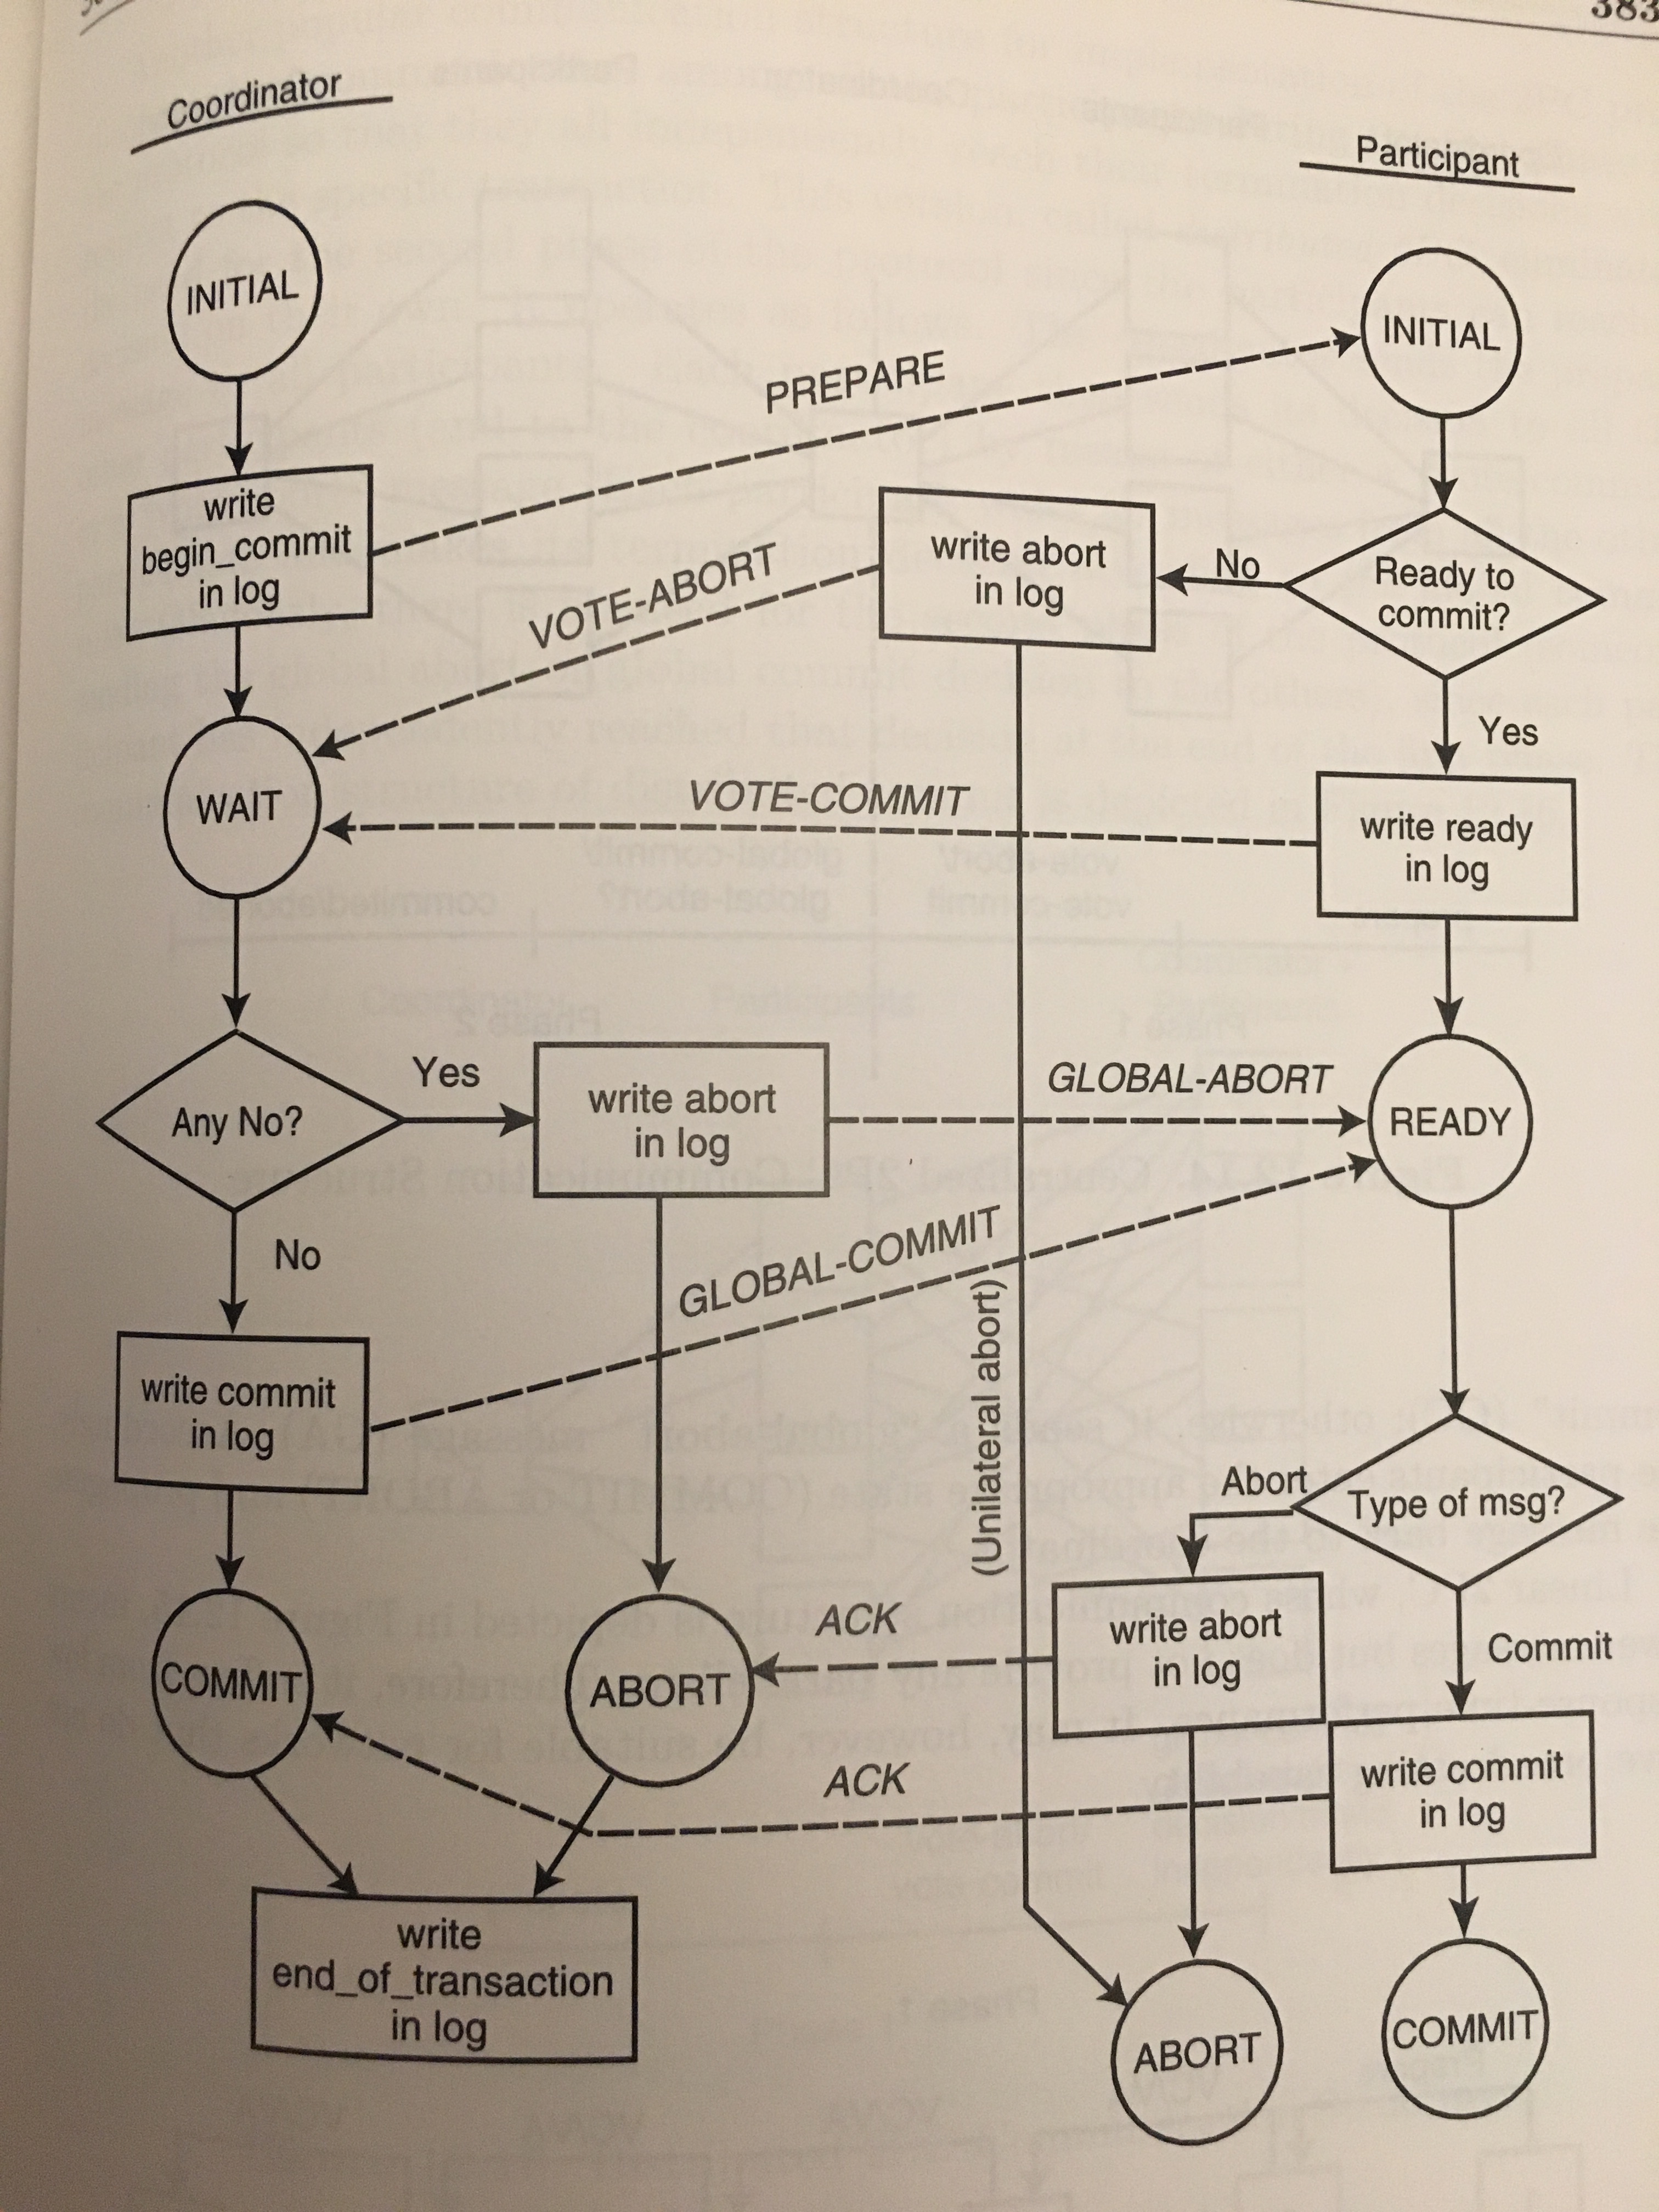 383
Coordinator
Participant
INITIAL
INITIAL
PREPARE
write
begin_commit
in log
write abort
in log
No
Ready to
commit?
VOTE-ABORT
Yes
WAIT
VOTE-COMMIT
write ready
in log
Any No?
Yes
write abort
in log
GLOBAL-ABORT
READY
No
GLOBAL-COMMIT
write commit
in log
(Unilateral abort)
Abort
Type of msg?
COMMIT
ABORT
ACK
write abort
in log
Commit
ACK
write commit
in log
write
end_of_transaction
in log
ABORT
COMMIT